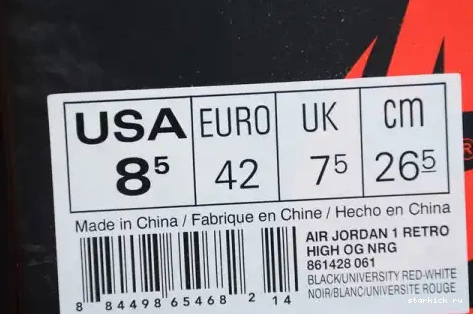 USA EURO UK cm
8⁵ 42 7⁵ 26⁵
Made in China / Fabrique en Chine / Hecho en China
AIR JORDAN 1 RETRO
HIGH OG NRG
861428 061
BLACK/UNIVERSITY RED-WHITE
NOIR/BLANC/UNIVERSITE ROUGE
8 84498 65468 2 14
®
starkick.ru